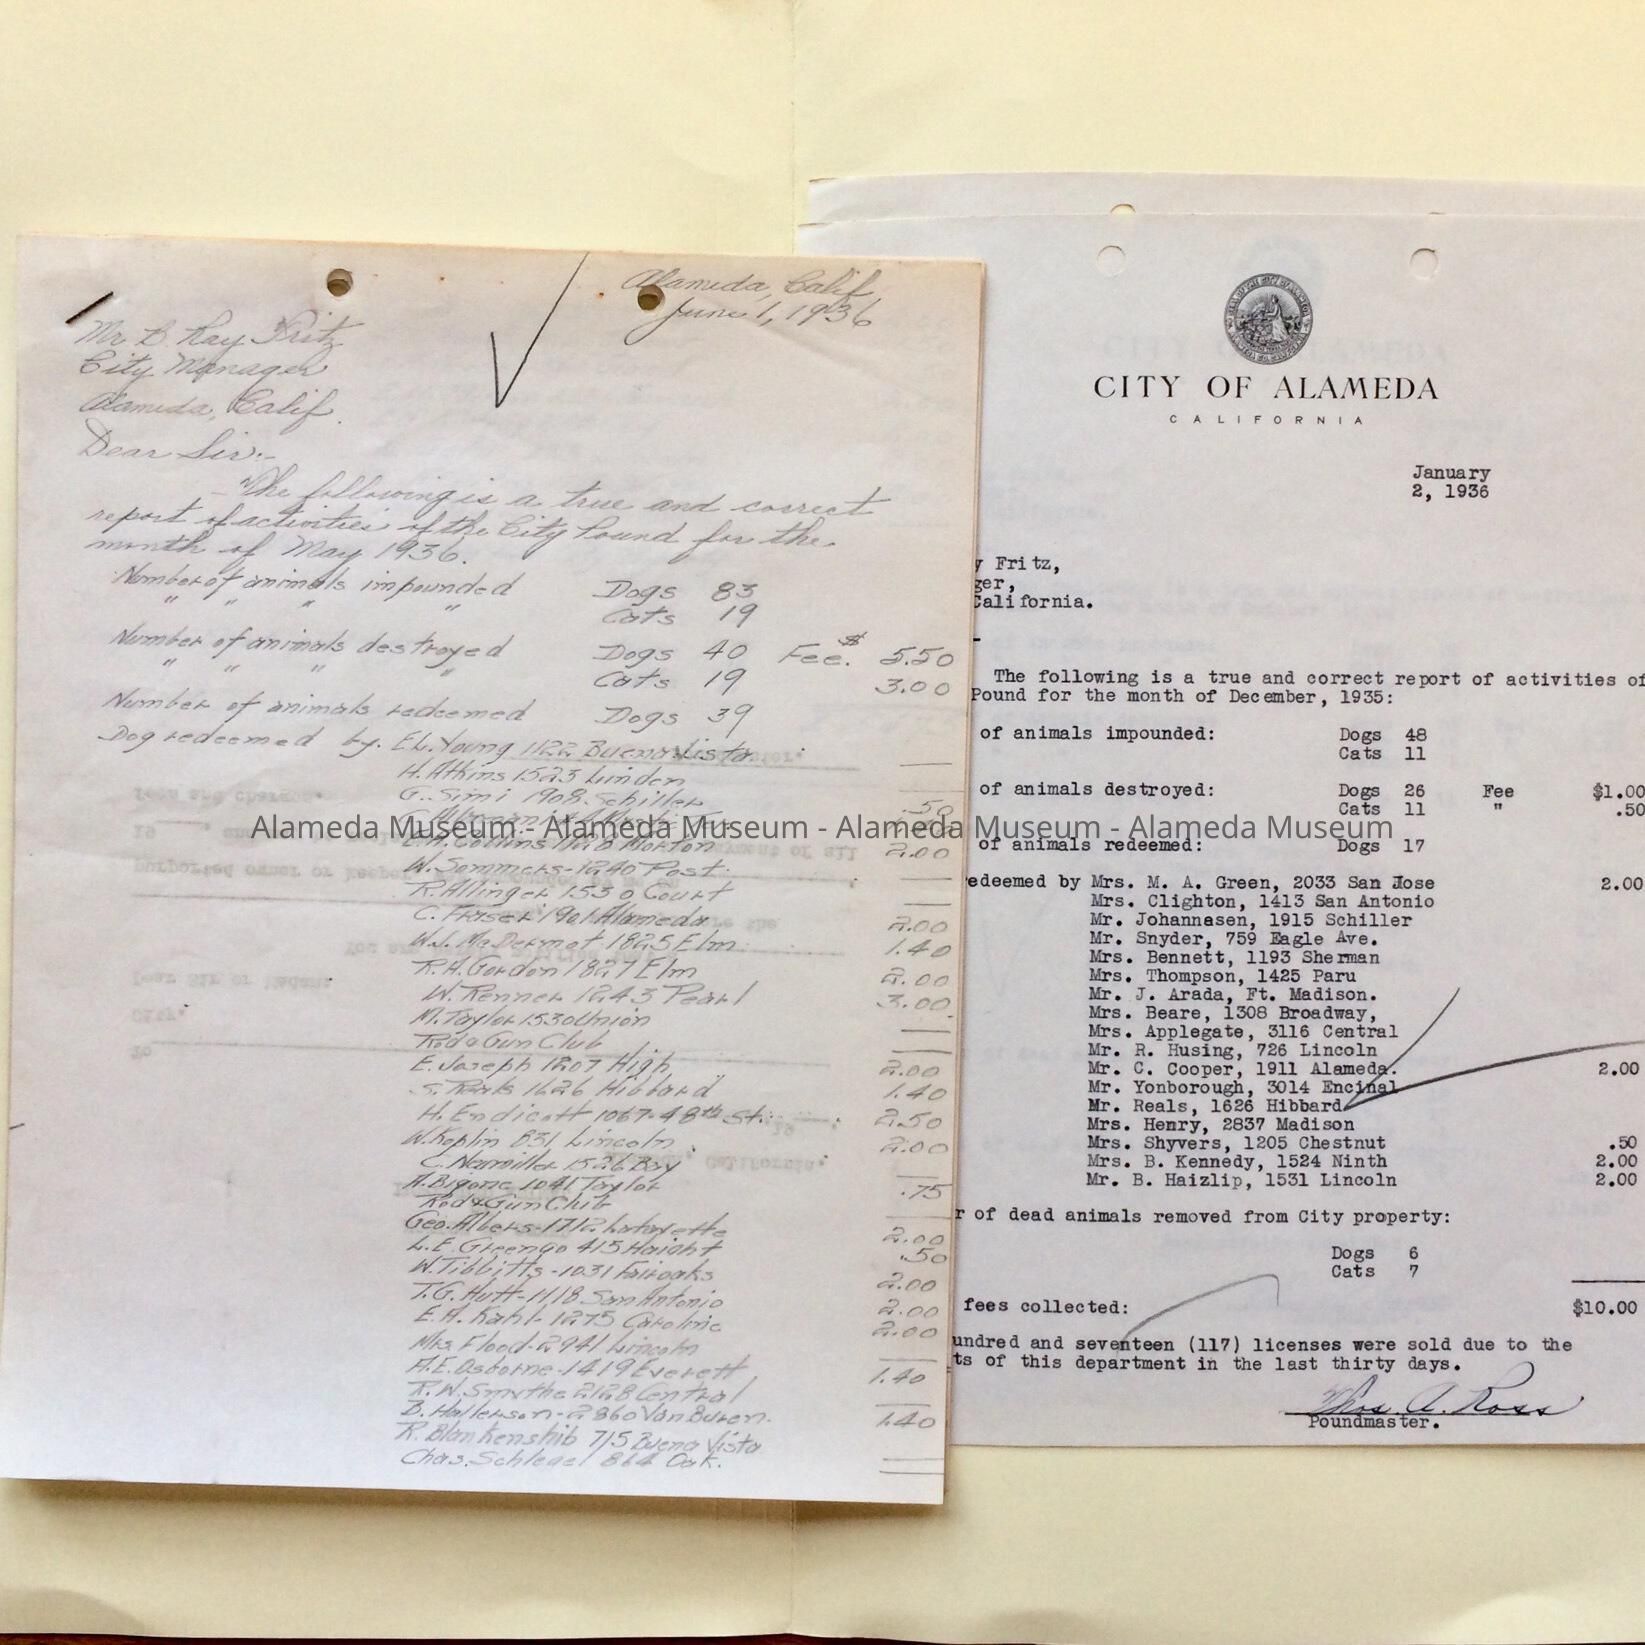 Alameda, Calif
June 1, 1936
Mr B. Ray Fritz
City Manager
Alameda, Calif.
Dear Sir:-
The following is a true and correct
report of activities of the City Pound for the
month of May 1936.
Number of animals impounded Dogs 83
" " " " Cats 19
Number of animals destroyed Dogs 40 Fee. $ 5.50
" " " " Cats 19 3.00
Number of animals redeemed Dogs 39
Dog redeemed by. E.L. Young 1122 Buena Vista
H. Atkins 1523 Linden
G. Simi 1908 Schiller .50
E.A. Collins Morton 2.00
W. Sommers-1240 Post.
R. Allinger 1530 Court
C. Fraser 1901 Alameda 2.00
W.J. McDermot 1825 Elm 1.40
R.A. Gordon 1827 Elm 2.00
W. Renner 1243 Pearl 3.00
M. Taylor 1530 Union
Rod & Gun Club
E. Joseph 1207 High 2.00
S. Reals 1626 Hibbard 1.40
H. Endicott 1067-48th St. 2.50
W. Koplin 831 Lincoln 2.00
1526 Bay
A. Bigone 1041 Taylor .75
Rod & Gun Club
Geo. Albers-1712 Lafayette 2.00
L.E. Greengo 415 Haight .50
W. Tibbitts-1031 Fairoaks 2.00
T.G. Hutt-1118 San Antonio 2.00
E.H. Kahl-1275 Caroline 2.00
Mrs Flood-2941 Lincoln
H.E. Osborne-1419 Everett 1.40
R.W. Smythe 2128 Central
B. Hallerson-2860 Van Buren. 1.40
R. Blankenship 715 Buena Vista
Chas. Schlegel 864 Oak.
CITY OF ALAMEDA
CALIFORNIA
January
2, 1936
y Fritz,
ger,
California.
The following is a true and correct report of activities of
Pound for the month of December, 1935:
of animals impounded: Dogs 48
Cats 11
of animals destroyed: Dogs 26 Fee $1.00
Cats 11 " .50
of animals redeemed: Dogs 17
edeemed by Mrs. M. A. Green, 2033 San Jose 2.00
Mrs. Clighton, 1413 San Antonio
Mr. Johannasen, 1915 Schiller
Mr. Snyder, 759 Eagle Ave.
Mrs. Bennett, 1193 Sherman
Mrs. Thompson, 1425 Paru
Mr. J. Arada, Ft. Madison.
Mrs. Beare, 1308 Broadway,
Mrs. Applegate, 3116 Central
Mr. R. Husing, 726 Lincoln
Mr. C. Cooper, 1911 Alameda. 2.00
Mr. Yonborough, 3014 Encinal
Mr. Reals, 1626 Hibbard
Mrs. Henry, 2837 Madison
Mrs. Shyvers, 1205 Chestnut .50
Mrs. B. Kennedy, 1524 Ninth 2.00
Mr. B. Haizlip, 1531 Lincoln 2.00
r of dead animals removed from City property:
Dogs 6
Cats 7
fees collected: $10.00
undred and seventeen (117) licenses were sold due to the
ts of this department in the last thirty days.
Thos. A. Ross
Poundmaster.
Alameda Museum - Alameda Museum - Alameda Museum - Alameda Museum